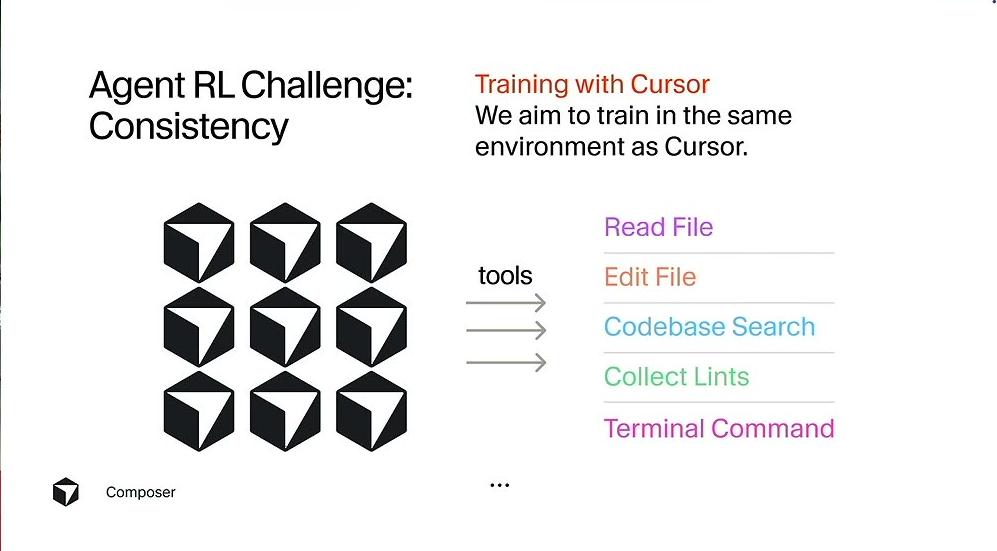 Agent RL Challenge:
Consistency
Training with Cursor
We aim to train in the same
environment as Cursor.
tools
Read File
Edit File
Codebase Search
Collect Lints
Terminal Command
...
Composer